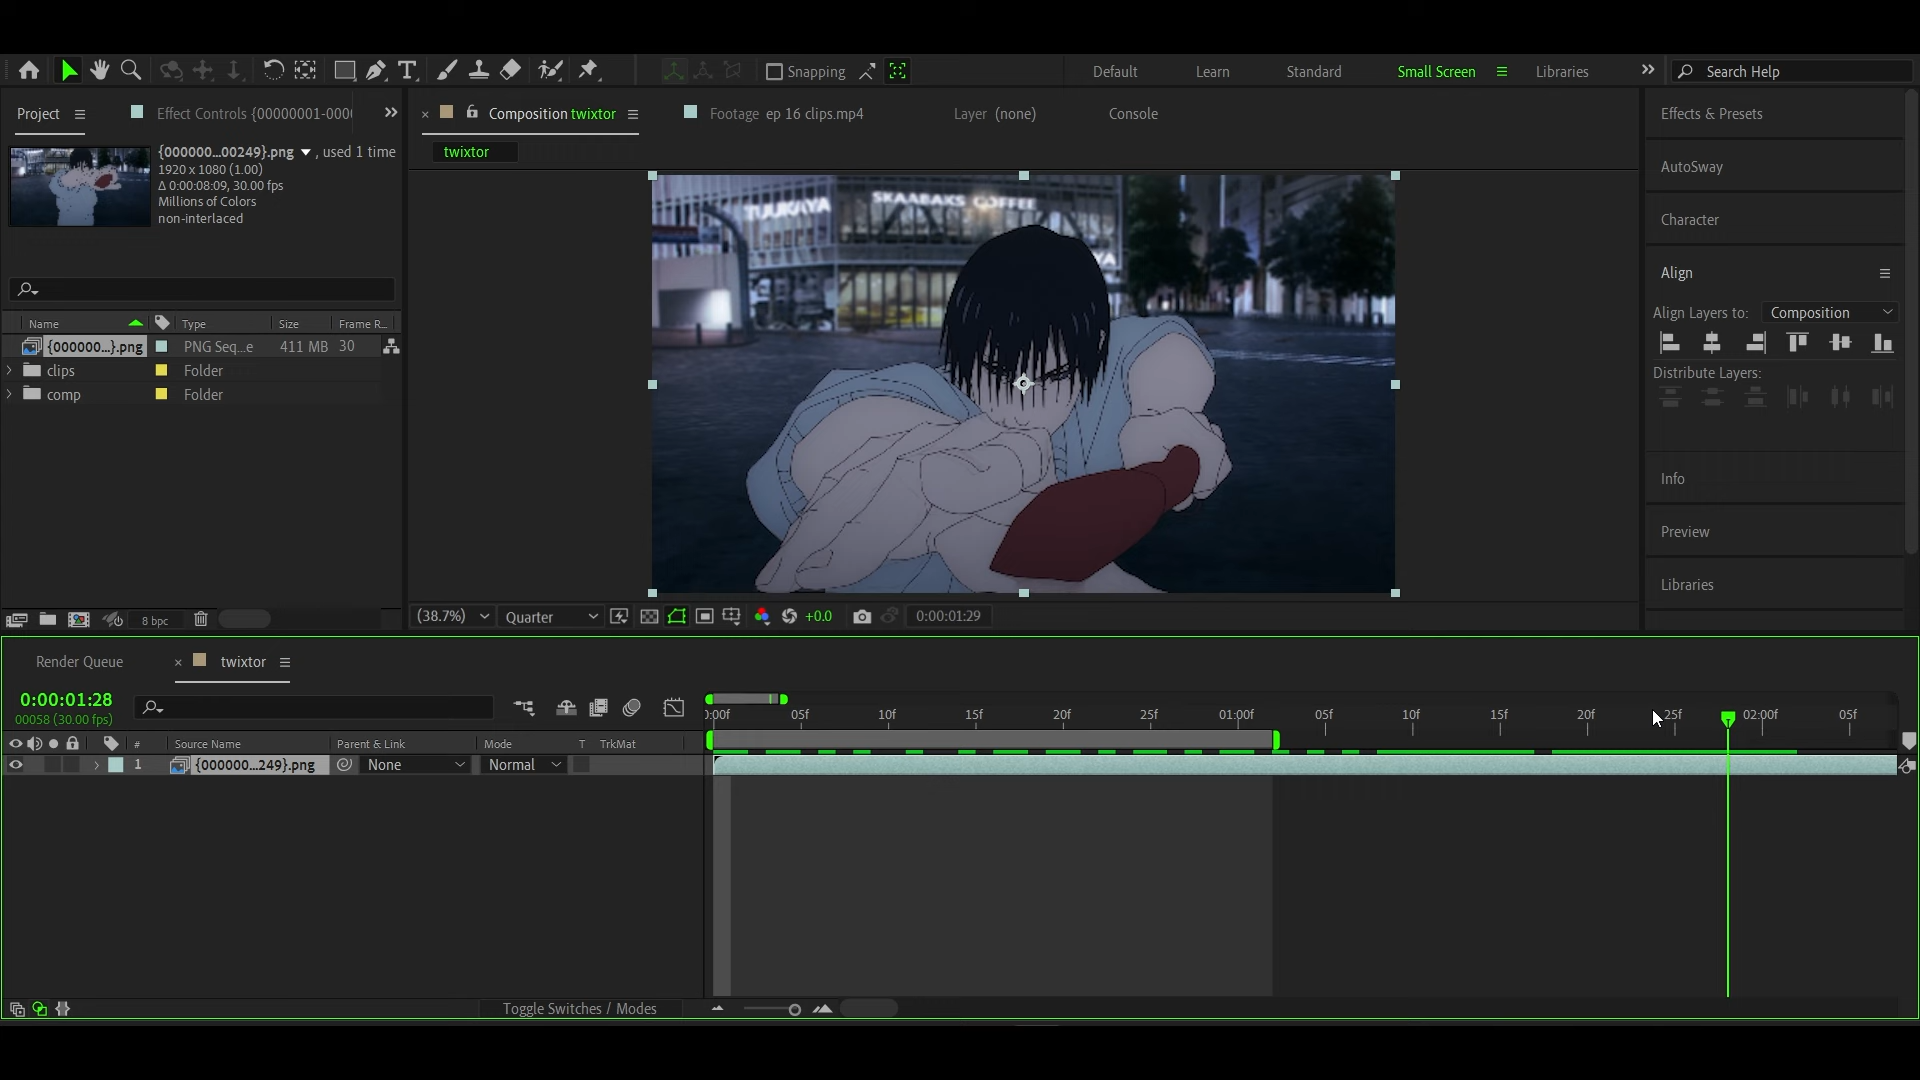 Snapping
Default
Learn
Standard
Small Screen
Libraries
Search Help
Project
Effect Controls {00000001-000
Composition twixtor
Footage ep 16 clips.mp4
Layer (none)
Console
Effects & Presets
twixtor
{000000...00249}.png , used 1 time
1920 x 1080 (1.00)
Δ 0:00:08:09, 30.00 fps
Millions of Colors
non-interlaced
AutoSway
Character
Align
Align Layers to: Composition
Distribute Layers:
Info
Preview
Libraries
TUUKAYA
SKAABAKS COFFEE
YA
Name
Type
Size
Frame R...
{000000...}.png
PNG Seq...e
411 MB
30
clips
Folder
comp
Folder
8 bpc
(38.7%)
Quarter
+0.0
0:00:01:29
Render Queue
twixtor
0:00:01:28
00058 (30.00 fps)
0:00f
05f
10f
15f
20f
25f
01:00f
05f
10f
15f
20f
25f
02:00f
05f
#
Source Name
Parent & Link
Mode
T
TrkMat
1
{000000...249}.png
None
Normal
Toggle Switches / Modes